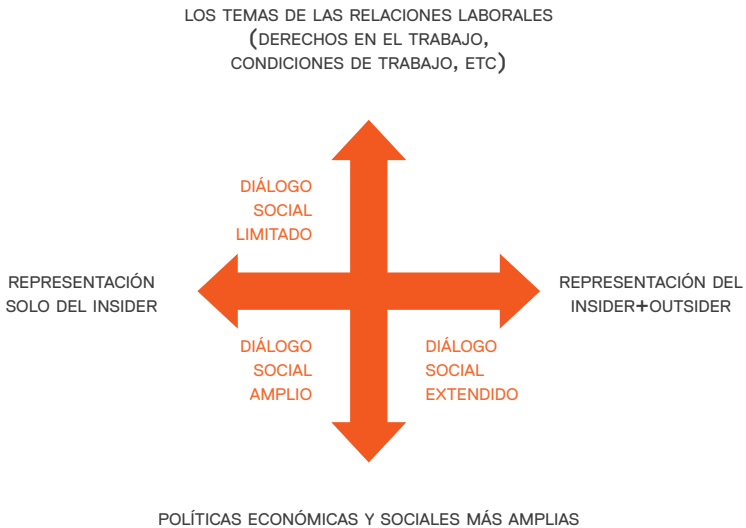 LOS TEMAS DE LAS RELACIONES LABORALES
(DERECHOS EN EL TRABAJO,
CONDICIONES DE TRABAJO, ETC)
DIÁLOGO
SOCIAL
LIMITADO
REPRESENTACIÓN
SOLO DEL INSIDER
REPRESENTACIÓN DEL
INSIDER+OUTSIDER
DIÁLOGO
SOCIAL
AMPLIO
DIÁLOGO
SOCIAL
EXTENDIDO
POLÍTICAS ECONÓMICAS Y SOCIALES MÁS AMPLIAS